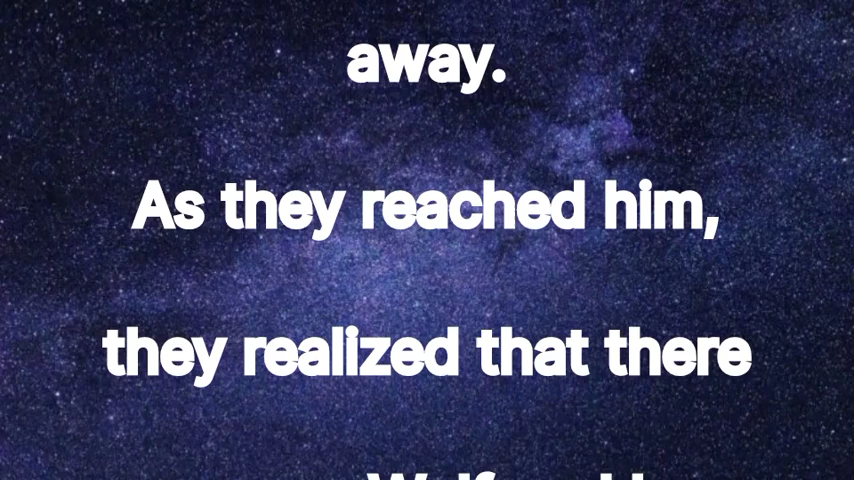 away.
As they reached him,
they realized that there